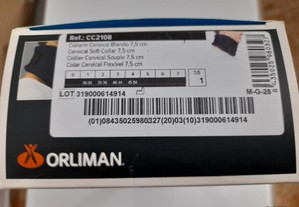 Ref.: CC2108
Collarín Cervical Blando 7,5 cm
Cervical Soft Collar 7,5 cm
Collier Cervical Souple 7,5 cm
Colar Cervical Flexível 7,5 cm
0 1 2 3 4 5 6 7
1
LOT 319000614914
M-G-28
(01)08435025980327(20)03(10)319000614914
ORLIMAN